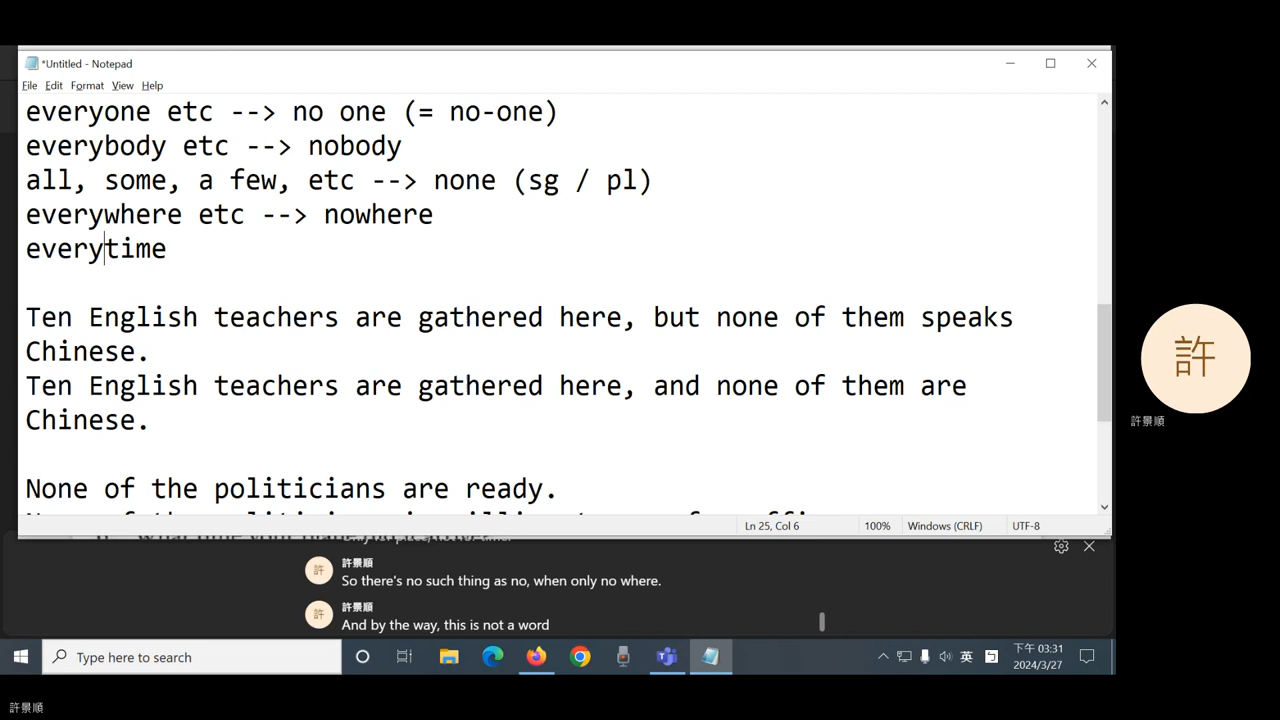 *Untitled - Notepad
File Edit Format View Help
everyone etc --> no one (= no-one)
everybody etc --> nobody
all, some, a few, etc --> none (sg / pl)
everywhere etc --> nowhere
everytime
Ten English teachers are gathered here, but none of them speaks
Chinese.
Ten English teachers are gathered here, and none of them are
Chinese.
None of the politicians are ready.
Ln 25, Col 6 100% Windows (CRLF) UTF-8
許景順
許 So there's no such thing as no, when only no where.
許景順
許 And by the way, this is not a word
許
許景順
Type here to search
英
下午 03:31
2024/3/27
許景順